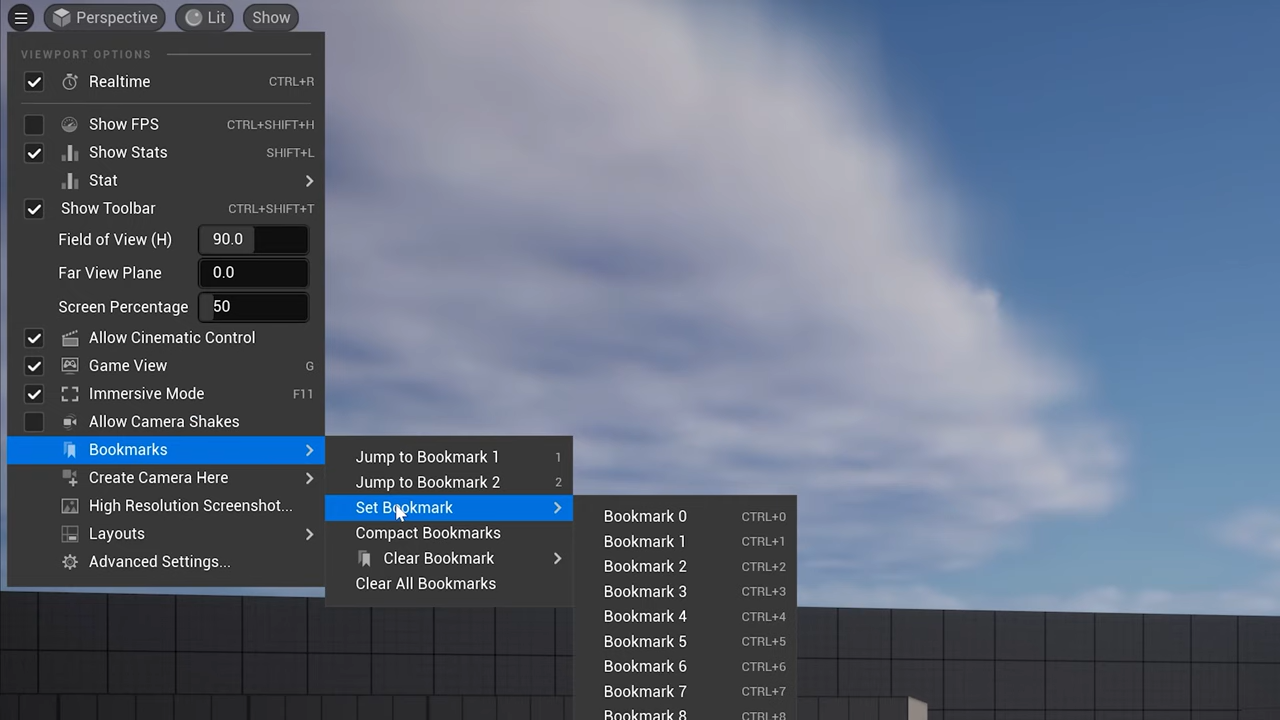 Perspective Lit Show
VIEWPORT OPTIONS
Realtime CTRL+R
Show FPS CTRL+SHIFT+H
Show Stats SHIFT+L
Stat
Show Toolbar CTRL+SHIFT+T
Field of View (H) 90.0
Far View Plane 0.0
Screen Percentage 50
Allow Cinematic Control
Game View G
Immersive Mode F11
Allow Camera Shakes
Bookmarks
Create Camera Here
High Resolution Screenshot...
Layouts
Advanced Settings...
Jump to Bookmark 1 1
Jump to Bookmark 2 2
Set Bookmark
Compact Bookmarks
Clear Bookmark
Clear All Bookmarks
Bookmark 0 CTRL+0
Bookmark 1 CTRL+1
Bookmark 2 CTRL+2
Bookmark 3 CTRL+3
Bookmark 4 CTRL+4
Bookmark 5 CTRL+5
Bookmark 6 CTRL+6
Bookmark 7 CTRL+7
Bookmark 8 CTRL+8